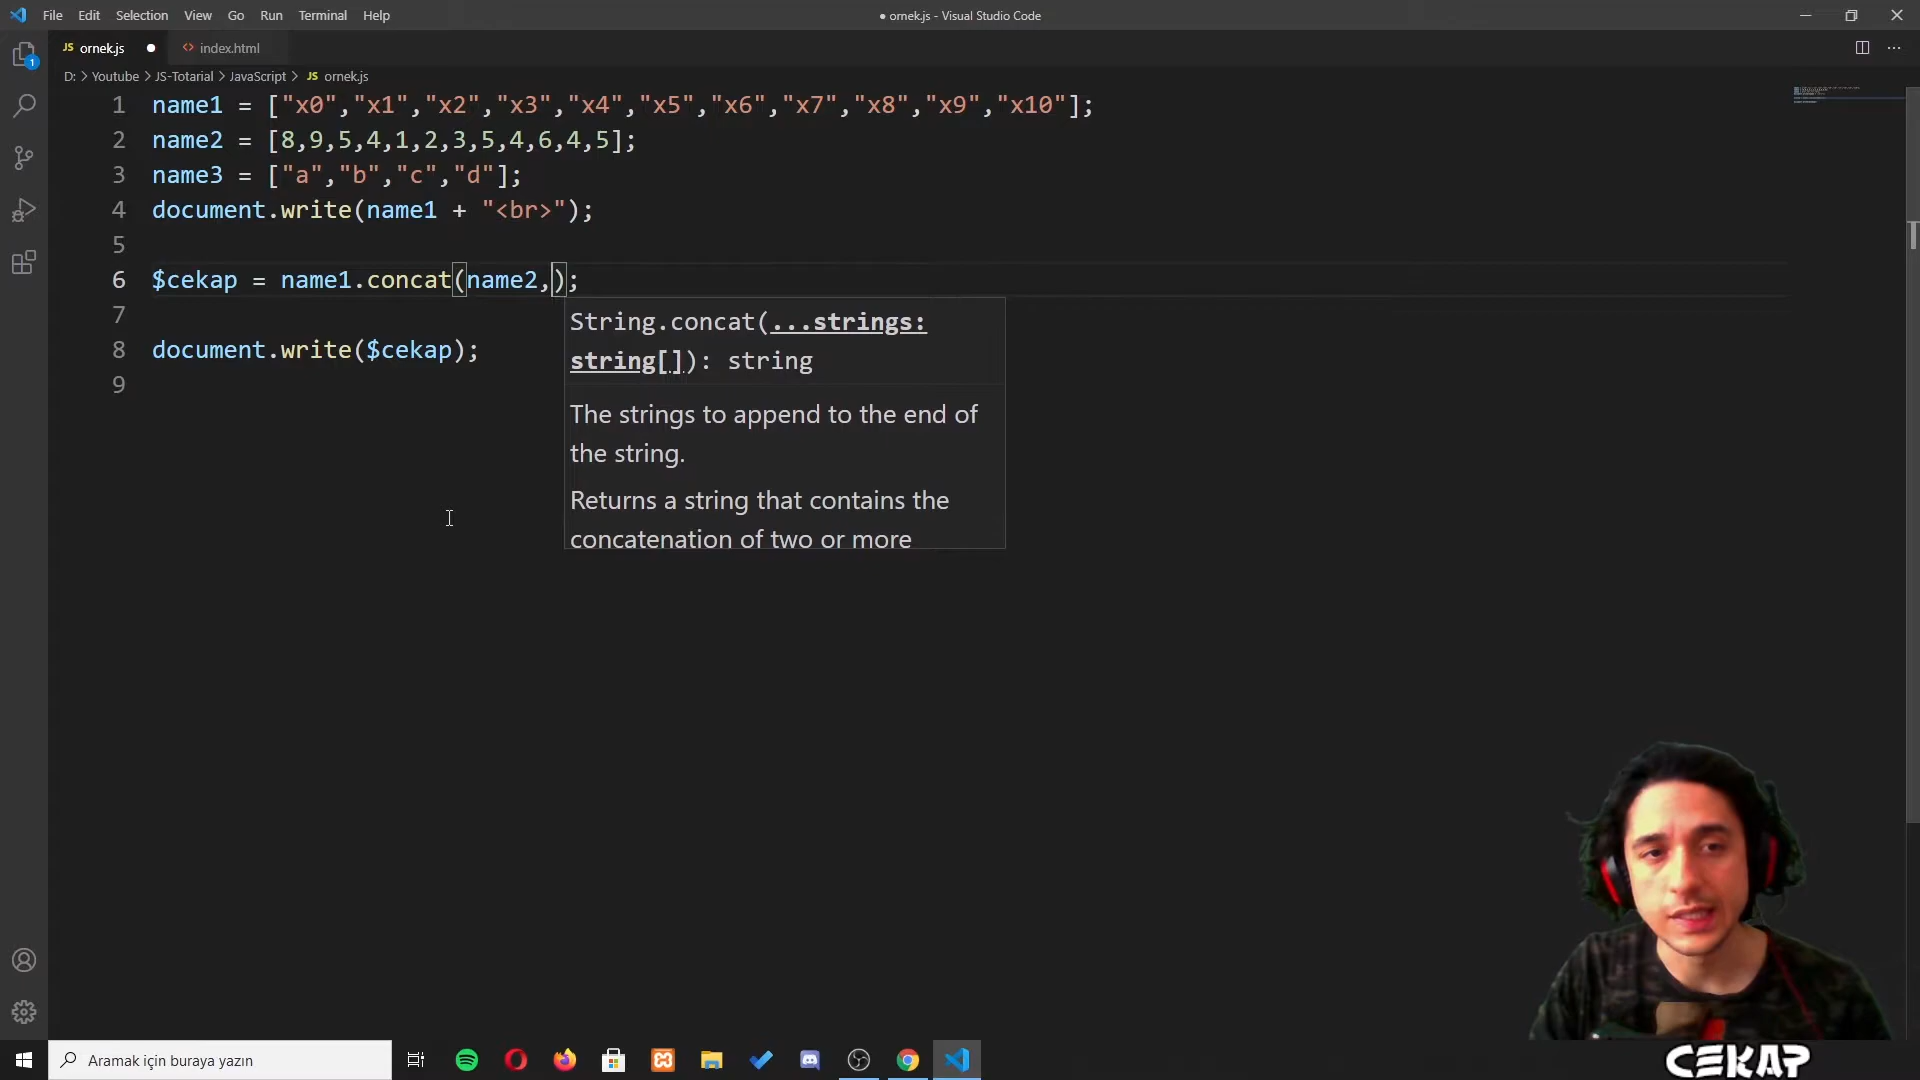 File Edit Selection View Go Run Terminal Help
● ornek.js - Visual Studio Code
JS ornek.js ● <> index.html
D: > Youtube > JS-Totarial > JavaScript > JS ornek.js
1 name1 = ["x0","x1","x2","x3","x4","x5","x6","x7","x8","x9","x10"];
2 name2 = [8,9,5,4,1,2,3,5,4,6,4,5];
3 name3 = ["a","b","c","d"];
4 document.write(name1 + "<br>");
5
6 $cekap = name1.concat(name2,);
7
8 document.write($cekap);
9
String.concat(...strings:
string[]): string
The strings to append to the end of
the string.
Returns a string that contains the
concatenation of two or more
1
Aramak için buraya yazın
CEKAP